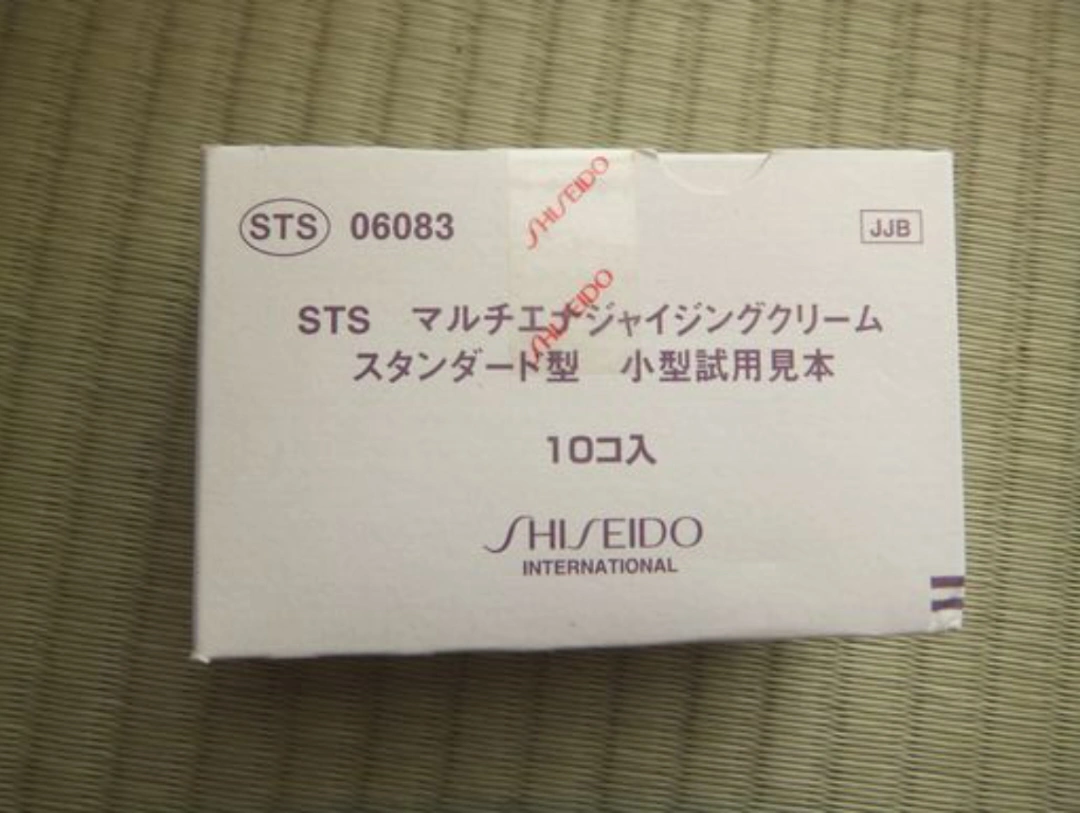 STS 06083
JJB
SHISEIDO
SHISEIDO
STS マルチエナジャイジングクリーム
スタンダード型 小型試用見本
10コ入
SHISEIDO
INTERNATIONAL